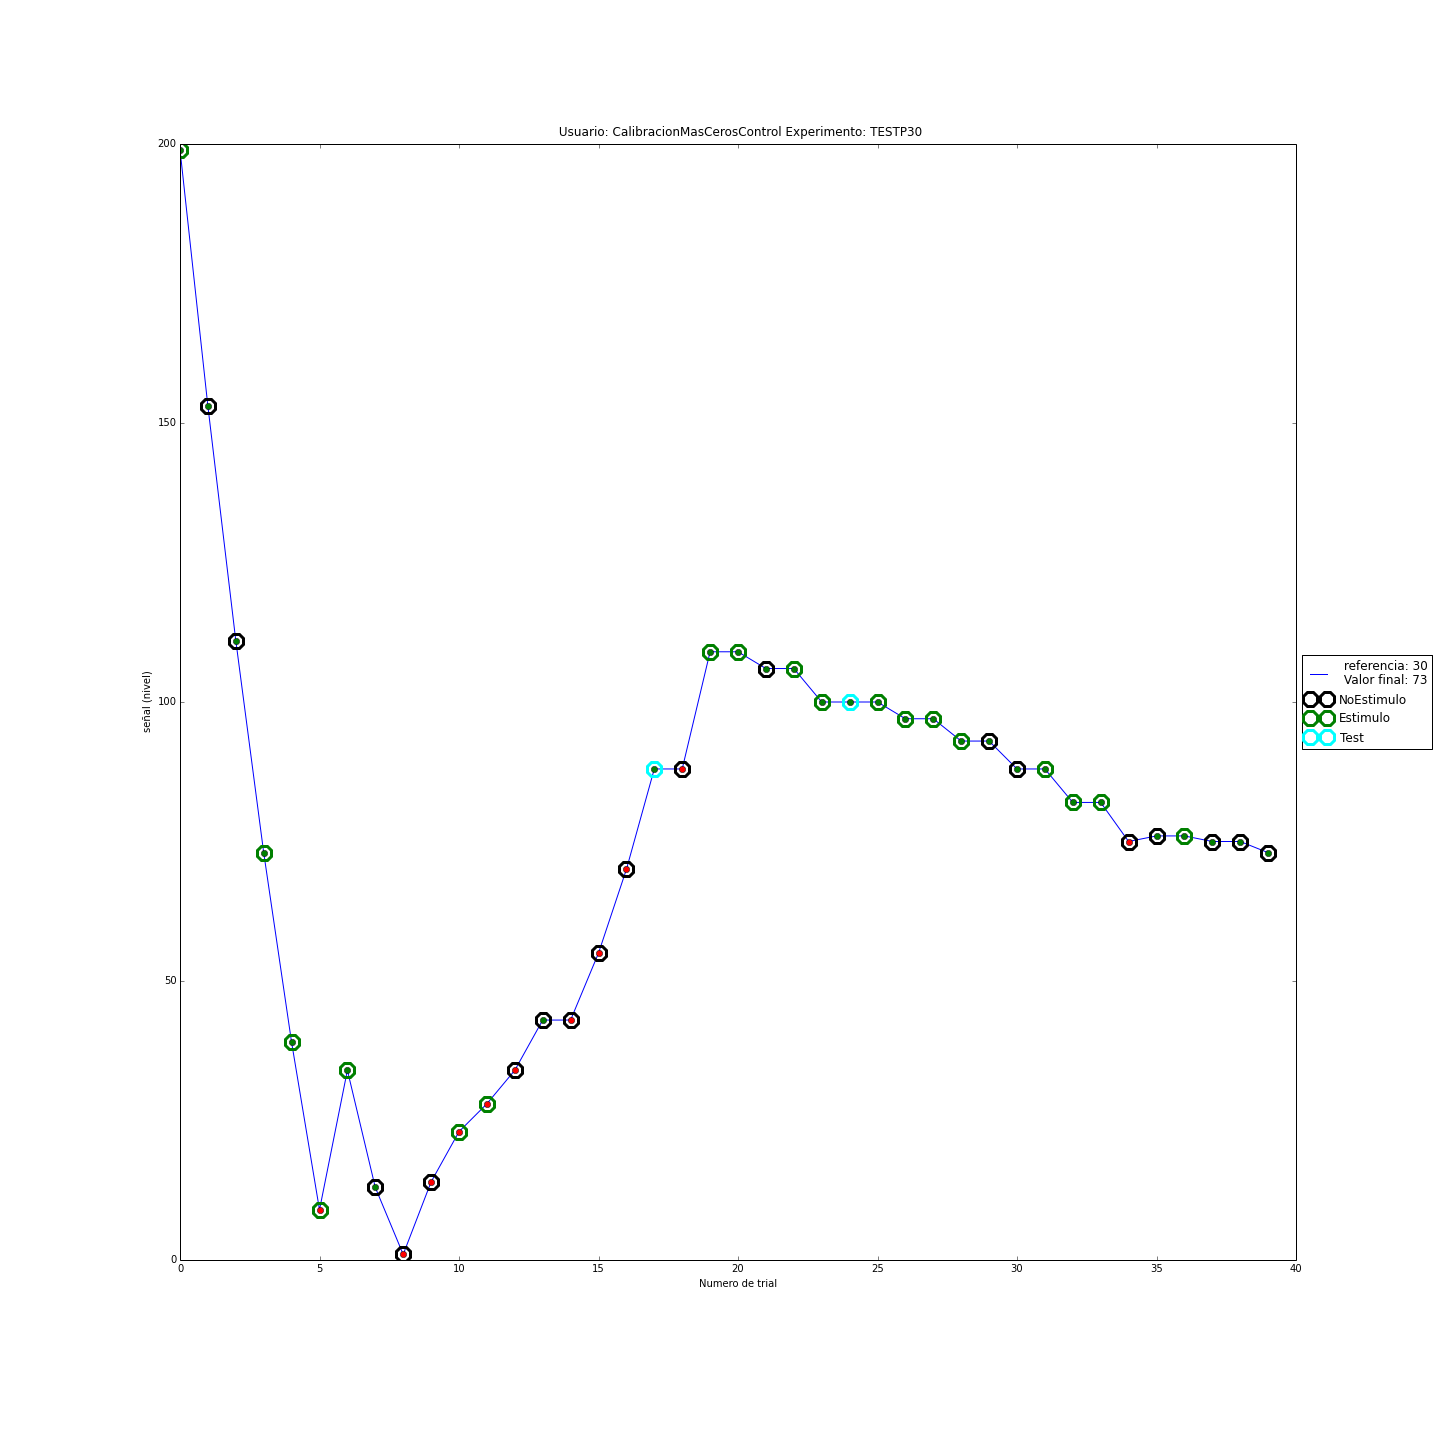 Usuario: CalibracionMasCerosControl Experimento: TESTP30
200
150
100
50
0
señal (nivel)
0 5 10 15 20 25 30 35 40
Numero de trial
referencia: 30
Valor final: 73
NoEstimulo
Estimulo
Test